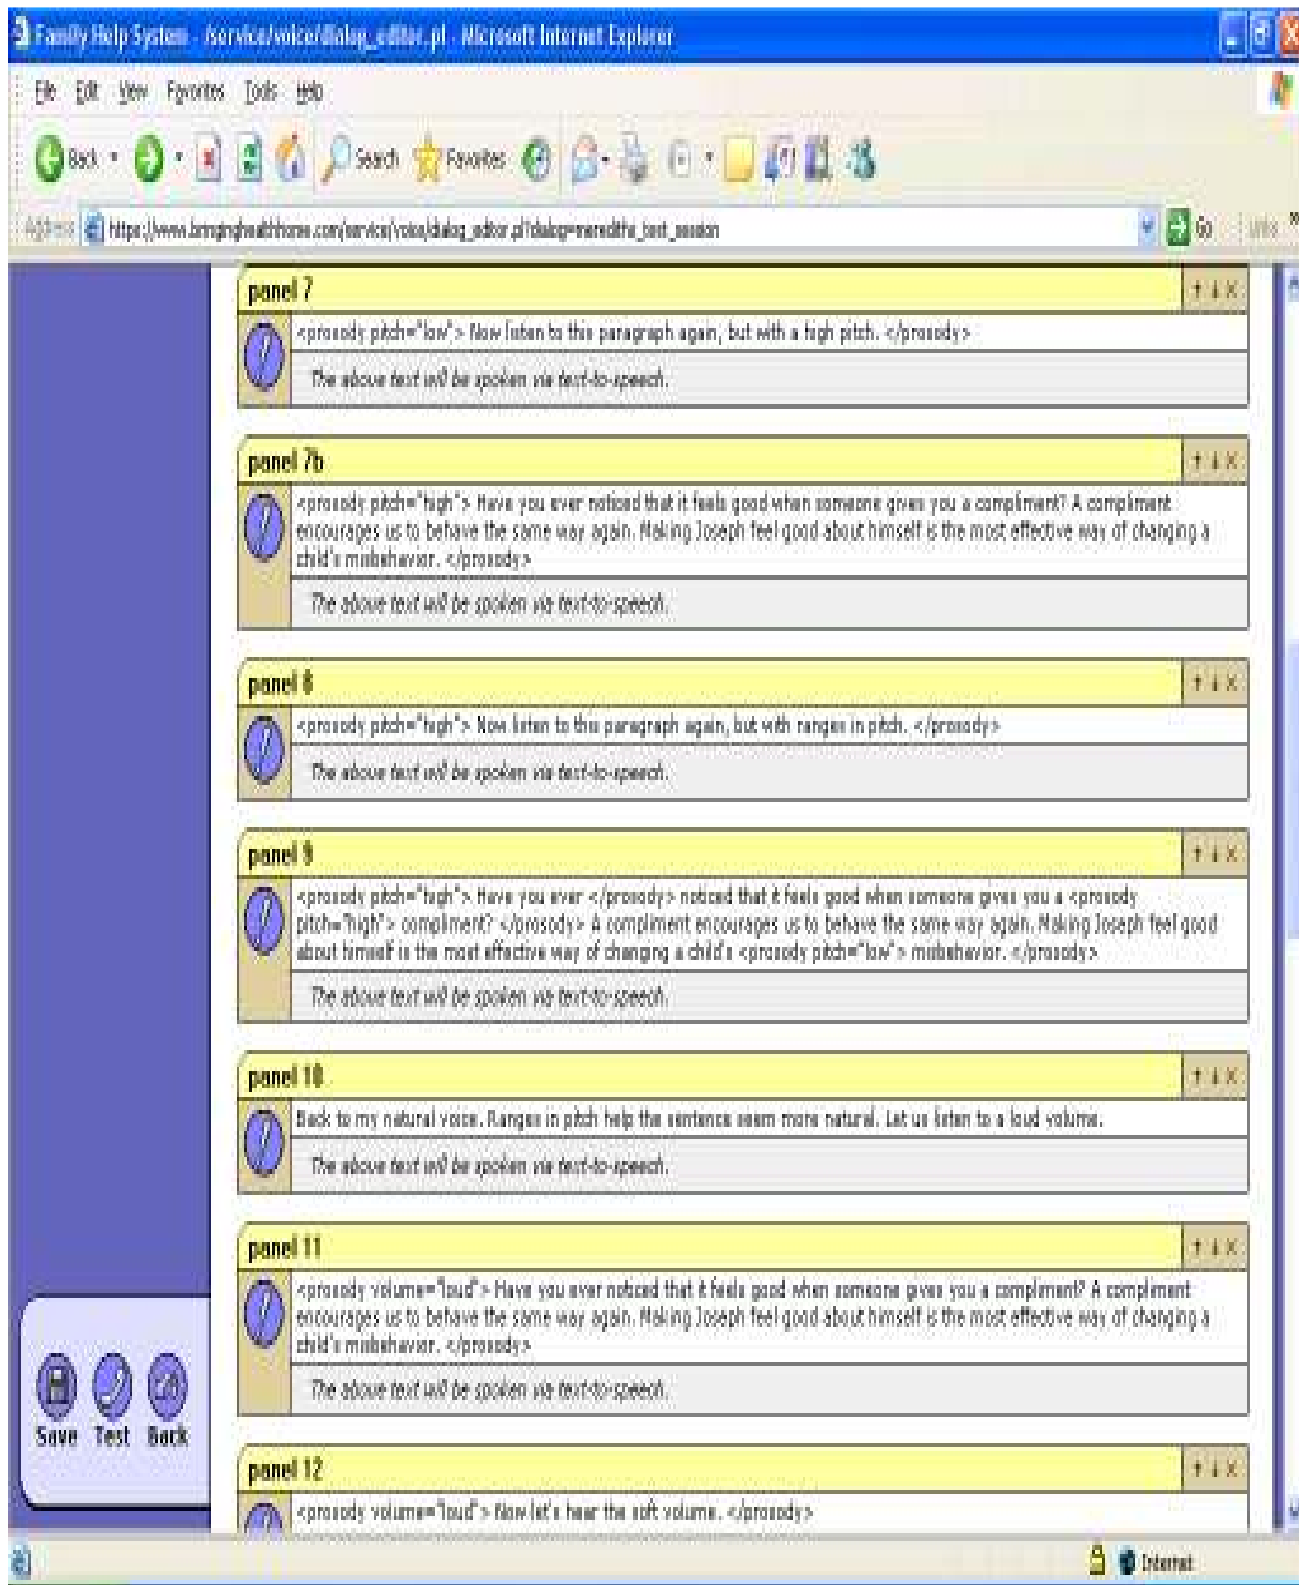 Family Help System - /service/voice/dialog_editor.pl - Microsoft Internet Explorer
File Edit View Favorites Tools Help
Back Search Favorites
Address https://www.bringinghealthhome.com/service/voice/dialog_editor.pl?dialog=merediths_test_session Go Links
panel 7
<prosody pitch="low"> Now listen to this paragraph again, but with a high pitch. </prosody>
The above text will be spoken via text-to-speech.
panel 7b
<prosody pitch="high"> Have you ever noticed that it feels good when someone gives you a compliment? A compliment
encourages us to behave the same way again. Making Joseph feel good about himself is the most effective way of changing a
child's misbehavior. </prosody>
The above text will be spoken via text-to-speech.
panel 8
<prosody pitch="high"> Now listen to this paragraph again, but with ranges in pitch. </prosody>
The above text will be spoken via text-to-speech.
panel 9
<prosody pitch="high"> Have you ever </prosody> noticed that it feels good when someone gives you a <prosody
pitch="high"> compliment? </prosody> A compliment encourages us to behave the same way again. Making Joseph feel good
about himself is the most effective way of changing a child's <prosody pitch="low"> misbehavior. </prosody>
The above text will be spoken via text-to-speech.
panel 10
Back to my natural voice. Ranges in pitch help the sentence seem more natural. Let us listen to a loud volume.
The above text will be spoken via text-to-speech.
panel 11
<prosody volume="loud"> Have you ever noticed that it feels good when someone gives you a compliment? A compliment
encourages us to behave the same way again. Making Joseph feel good about himself is the most effective way of changing a
child's misbehavior. </prosody>
The above text will be spoken via text-to-speech.
Save Test Back
panel 12
<prosody volume="loud"> Now let's hear the soft volume. </prosody>
Internet